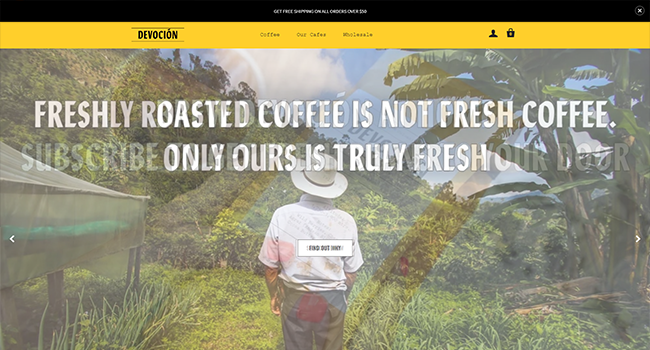 GET FREE SHIPPING ON ALL ORDERS OVER $50
DEVOCIÓN
Coffee Our Cafes Wholesale
FRESHLY ROASTED COFFEE IS NOT FRESH COFFEE.
ONLY OURS IS TRULY FRESH
SUBSCRIBE YOUR DOOR
FIND OUT WHY